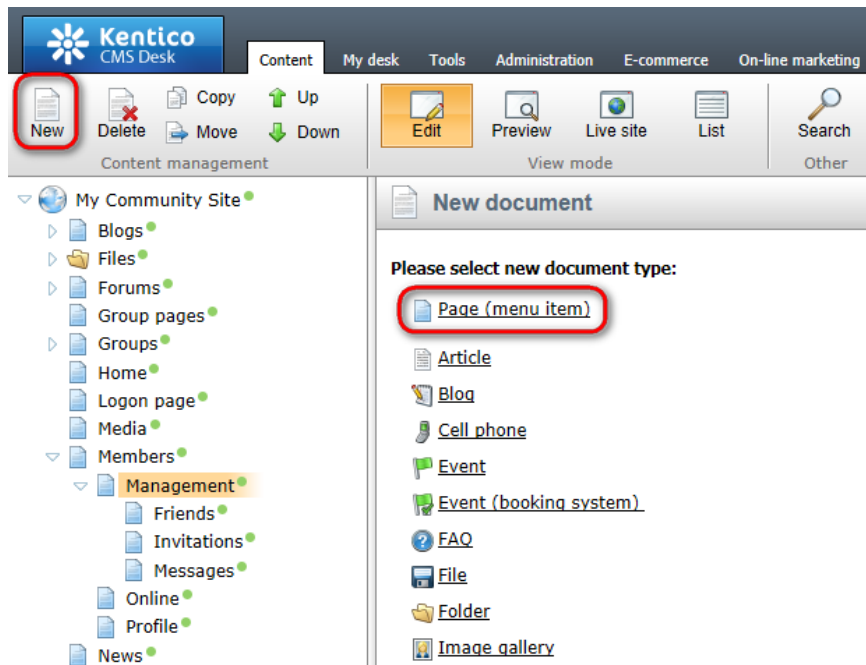 Kentico
CMS Desk
Content My desk Tools Administration E-commerce On-line marketing
New Delete Copy Move Up Down
Content management
Edit Preview Live site List
View mode
Search
Other
My Community Site
Blogs
Files
Forums
Group pages
Groups
Home
Logon page
Media
Members
Management
Friends
Invitations
Messages
Online
Profile
News
New document
Please select new document type:
Page (menu item)
Article
Blog
Cell phone
Event
Event (booking system)
FAQ
File
Folder
Image gallery